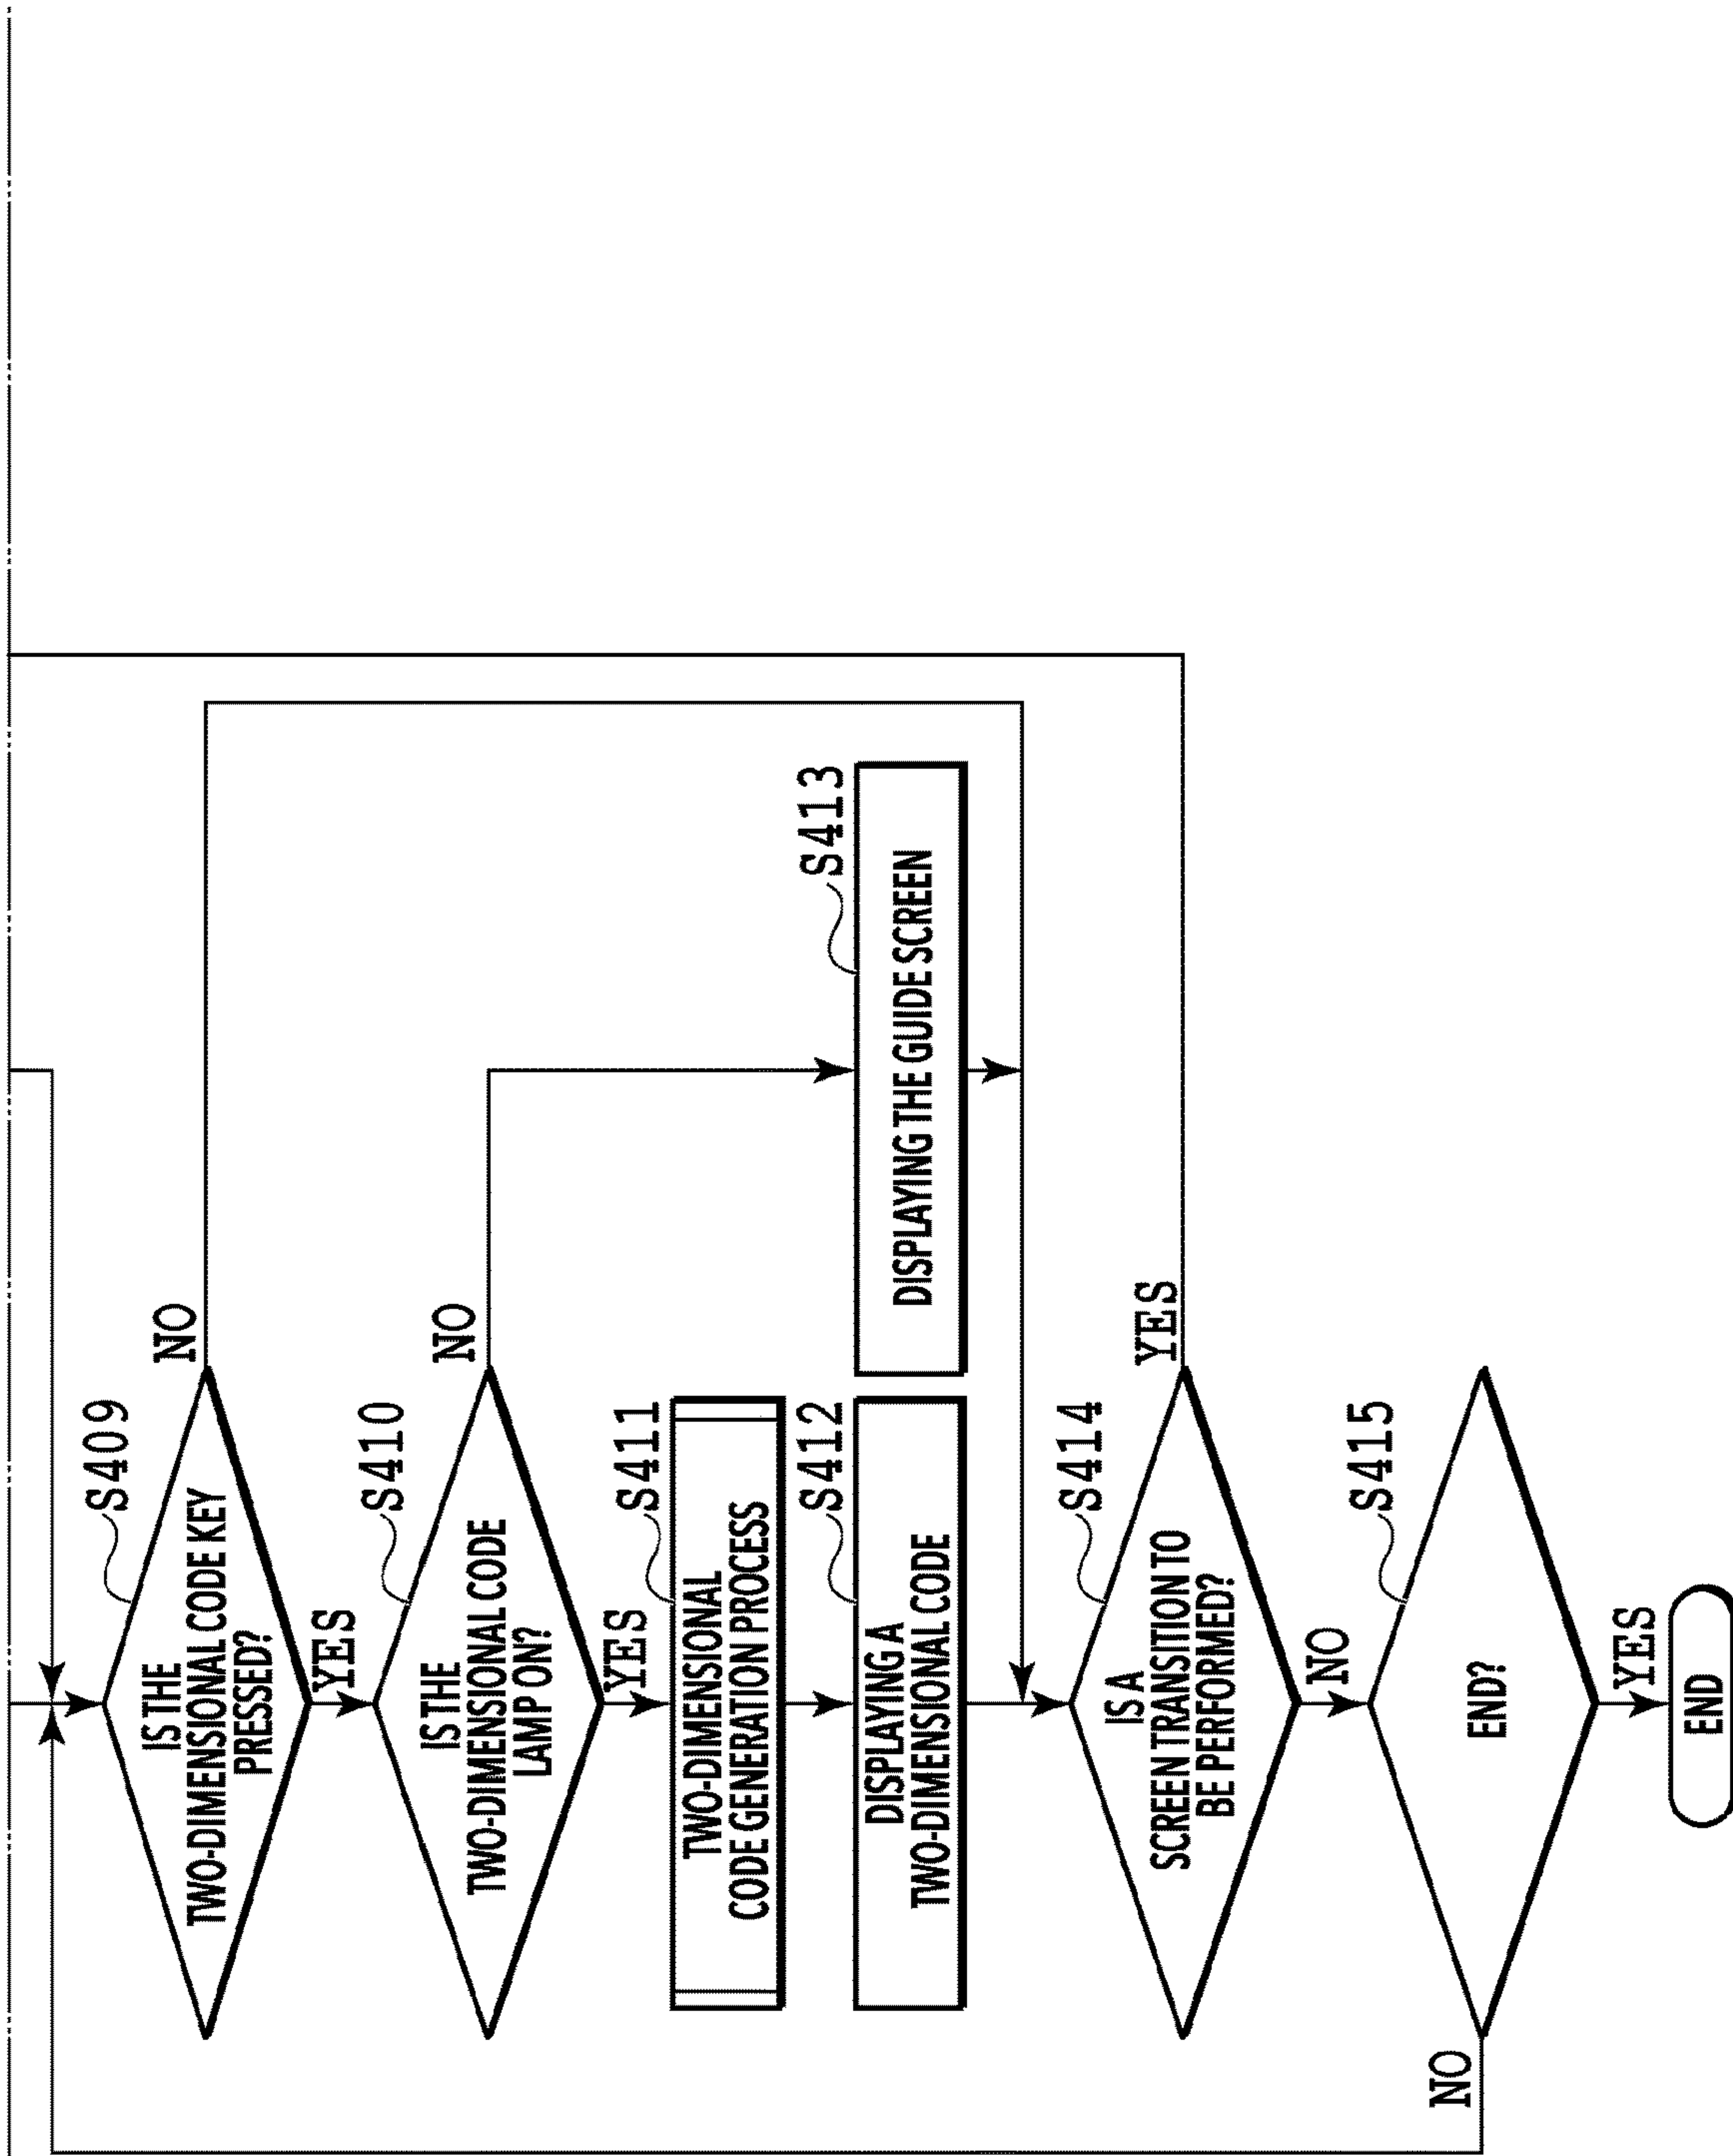 S409
IS THE
TWO-DIMENSIONAL CODE KEY
PRESSED?
NO
YES
S410
IS THE
TWO-DIMENSIONAL CODE
LAMP ON?
NO
YES
S411
TWO-DIMENSIONAL
CODE GENERATION PROCESS
S412
DISPLAYING A
TWO-DIMENSIONAL CODE
S413
DISPLAYING THE GUIDE SCREEN
S414
IS A
SCREEN TRANSITION TO
BE PERFORMED?
YES
NO
S415
END?
NO
YES
END